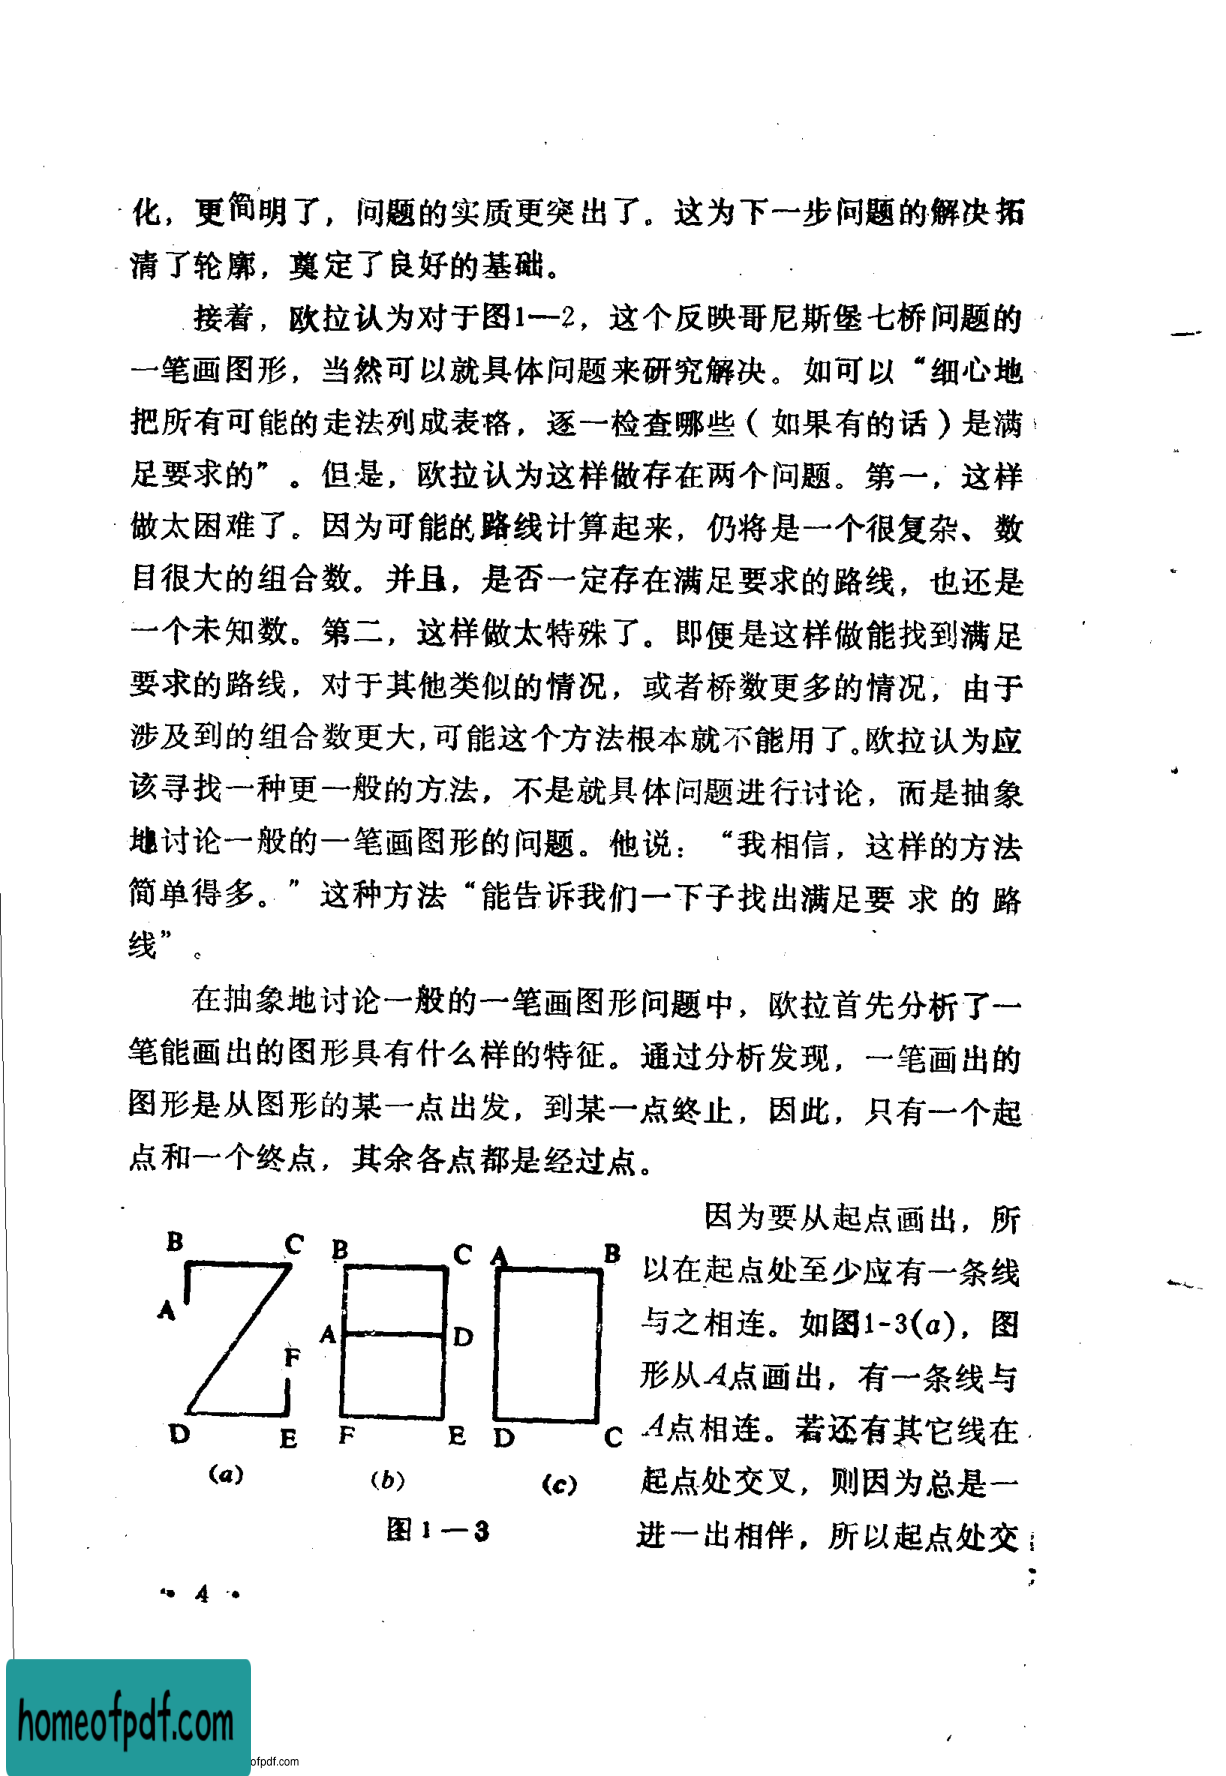 化，更简明了，问题的实质更突出了。这为下一步问题的解决拓
清了轮廓，奠定了良好的基础。
接着，欧拉认为对于图1—2，这个反映哥尼斯堡七桥问题的
一笔画图形，当然可以就具体问题来研究解决。如可以“细心地
把所有可能的走法列成表格，逐一检查哪些（如果有的话）是满
足要求的”。但是，欧拉认为这样做存在两个问题。第一，这样
做太困难了。因为可能的路线计算起来，仍将是一个很复杂、数
目很大的组合数。并且，是否一定存在满足要求的路线，也还是
一个未知数。第二，这样做太特殊了。即便是这样做能找到满足
要求的路线，对于其他类似的情况，或者桥数更多的情况，由于
涉及到的组合数更大，可能这个方法根本就不能用了。欧拉认为应
该寻找一种更一般的方法，不是就具体问题进行讨论，而是抽象
地讨论一般的一笔画图形的问题。他说：“我相信，这样的方法
简单得多。”这种方法“能告诉我们一下子找出满足要求的路
线”。
在抽象地讨论一般的一笔画图形问题中，欧拉首先分析了一
笔能画出的图形具有什么样的特征。通过分析发现，一笔画出的
图形是从图形的某一点出发，到某一点终止，因此，只有一个起
点和一个终点，其余各点都是经过点。
因为要从起点画出，所
以在起点处至少应有一条线
与之相连。如图1-3(a)，图
形从A点画出，有一条线与
A点相连。若还有其它线在
起点处交叉，则因为总是一
进一出相伴，所以起点处交
B C B C A B
A A D
F
D E F E D C
(a) (b) (c)
图1—3
·4·
homeofpdf.com
ofpdf.com